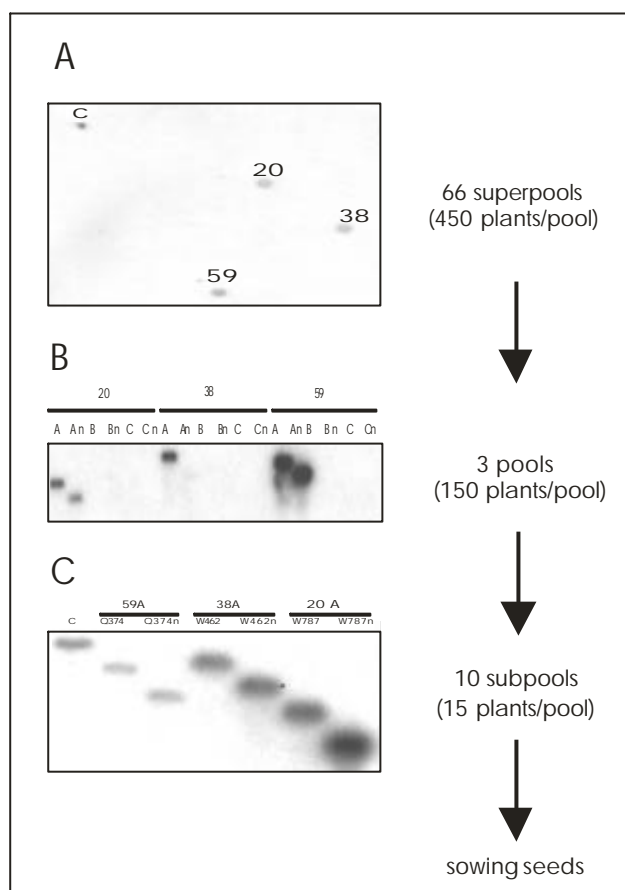 A
C
20
38
59
66 superpools
(450 plants/pool)
B
20 38 59
A An B Bn C Cn A An B Bn C Cn A An B Bn C Cn
3 pools
(150 plants/pool)
C
59A 38A 20 A
C Q374 Q374n W462 W462n W787 W787n
10 subpools
(15 plants/pool)
sowing seeds